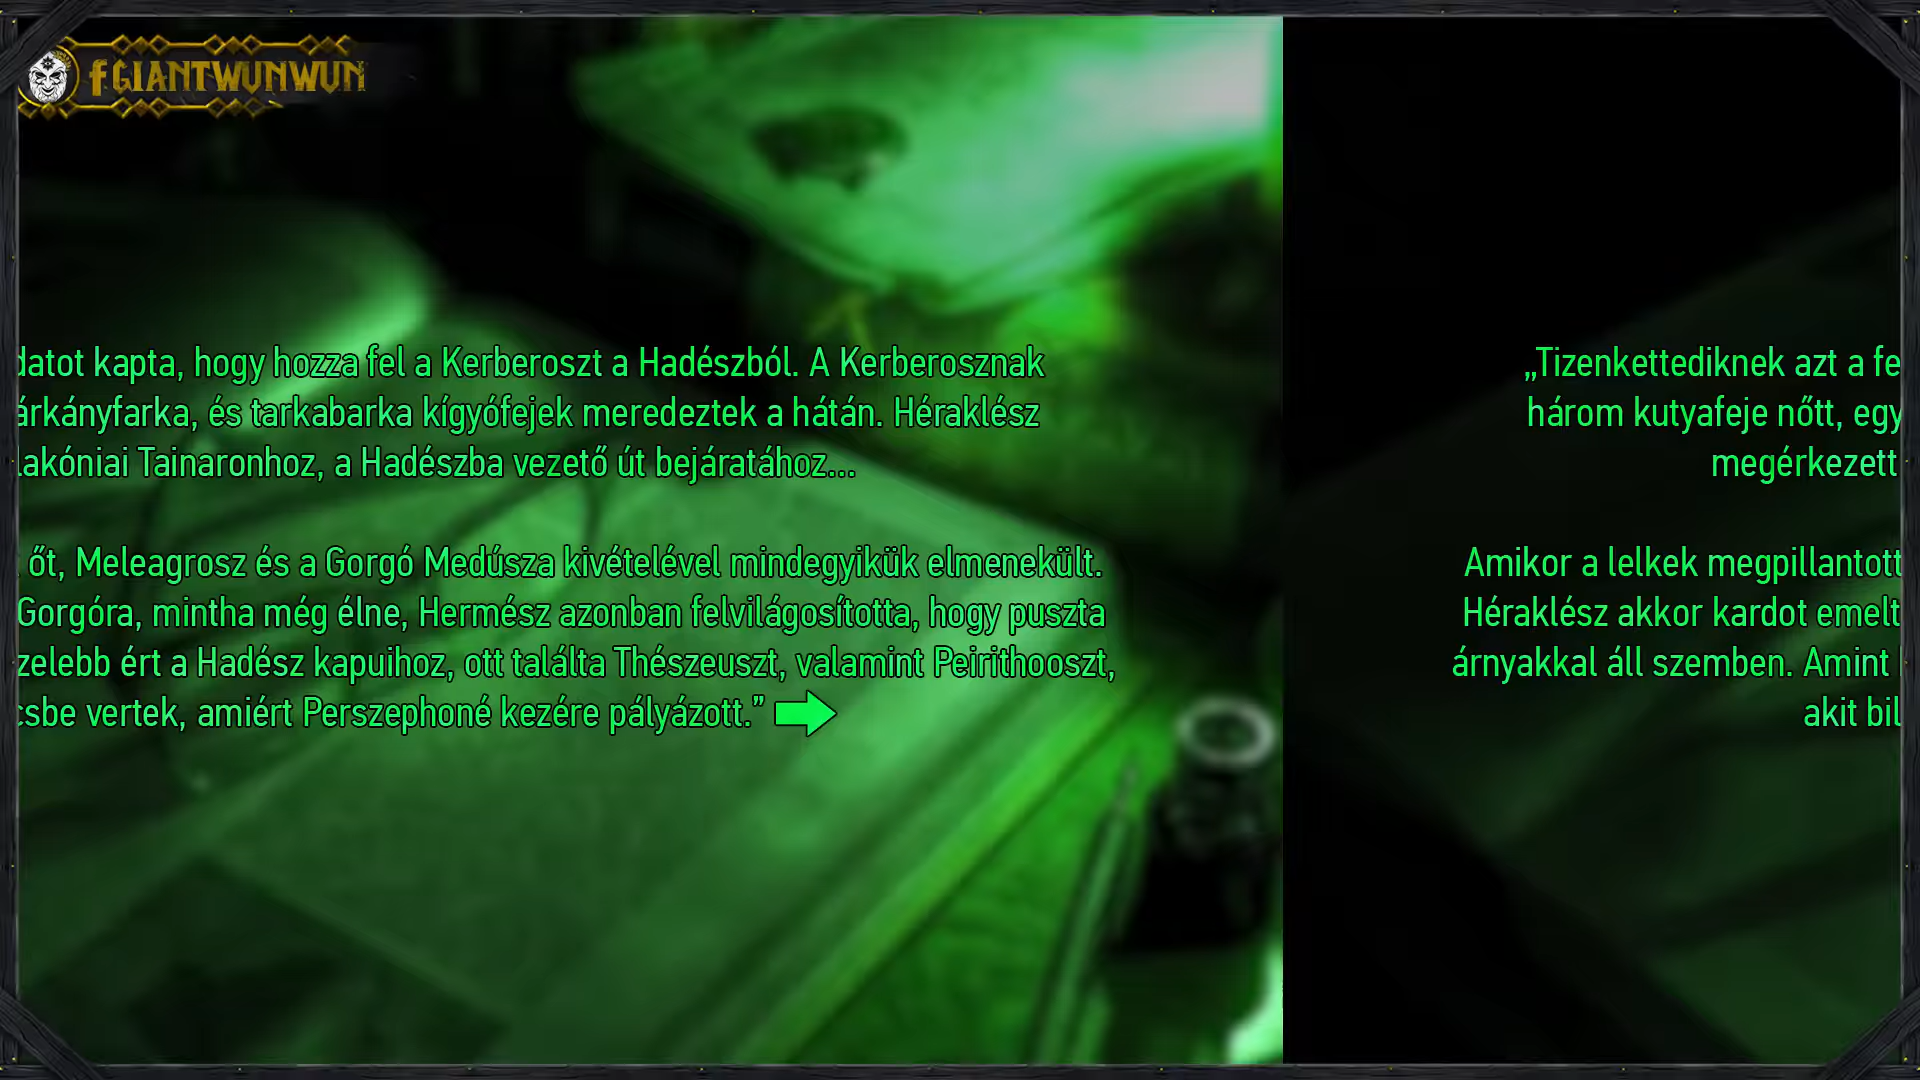 FGIANTWUNWUN
datot kapta, hogy hozza fel a Kerberoszt a Hadészból. A Kerberosznak
árkányfarka, és tarkabarka kígyófejek meredeztek a hátán. Héraklész
lakóniai Tainaronhoz, a Hadészba vezető út bejáratához...
őt, Meleagrosz és a Gorgó Medúsza kivételével mindegyikük elmenekült.
Gorgóra, mintha még élne, Hermész azonban felvilágosította, hogy puszta
zelebb ért a Hadész kapuihoz, ott találta Thészeuszt, valamint Peirithooszt,
csbe vertek, amiért Perszephoné kezére pályázott.”
„Tizenkettediknek azt a fe
három kutyafeje nőtt, egy
megérkezett
Amikor a lelkek megpillantott
Héraklész akkor kardot emelt
árnyakkal áll szemben. Amint
akit bil